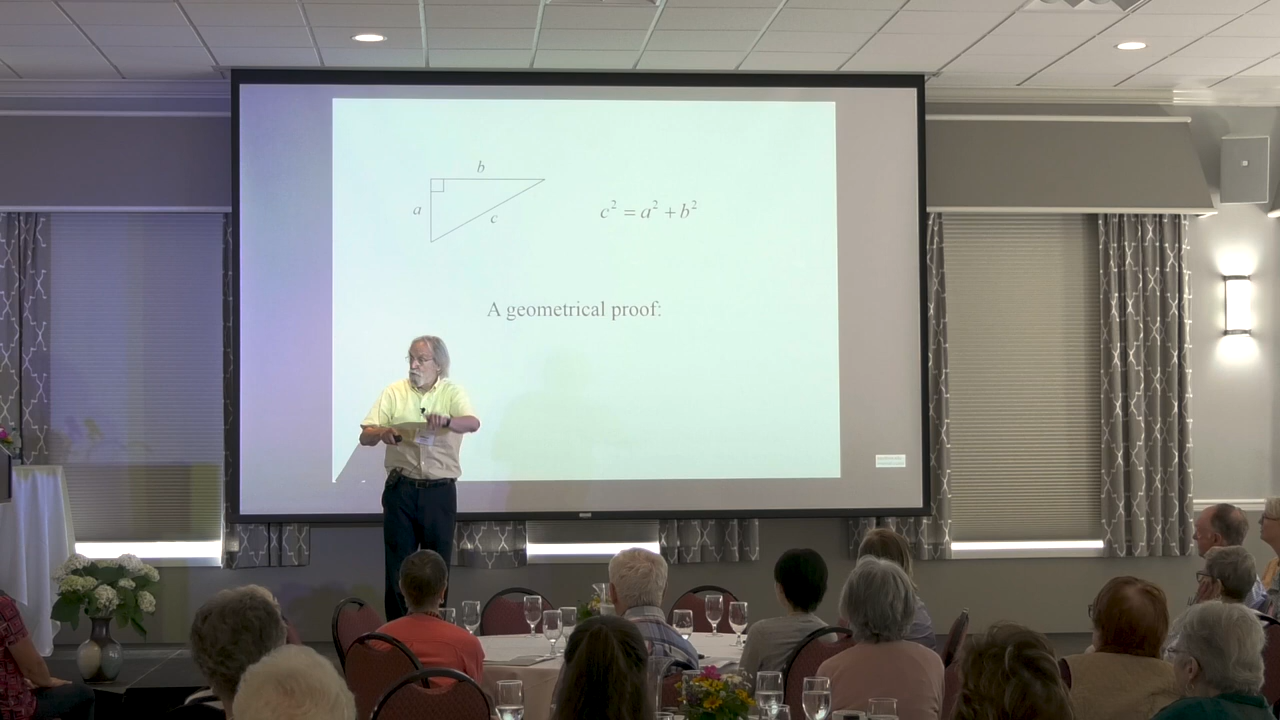 b
a
c
c² = a² + b²
A geometrical proof: